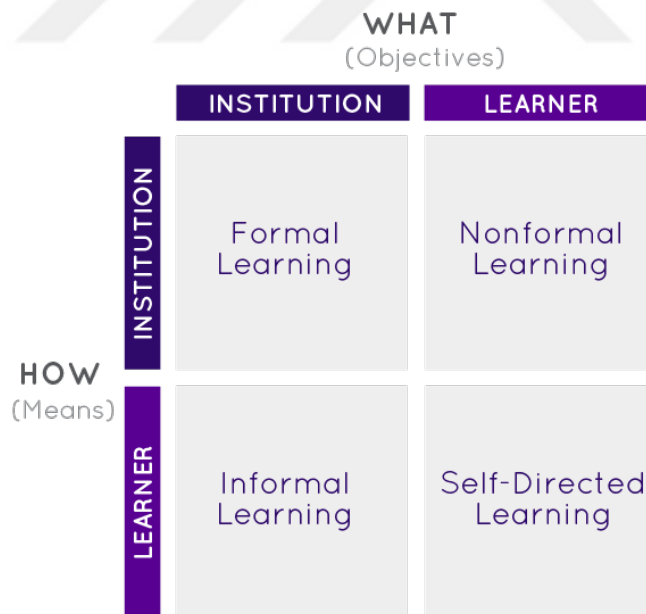 WHAT
(Objectives)
INSTITUTION
LEARNER
INSTITUTION
Formal
Learning
Nonformal
Learning
HOW
(Means)
LEARNER
Informal
Learning
Self-Directed
Learning